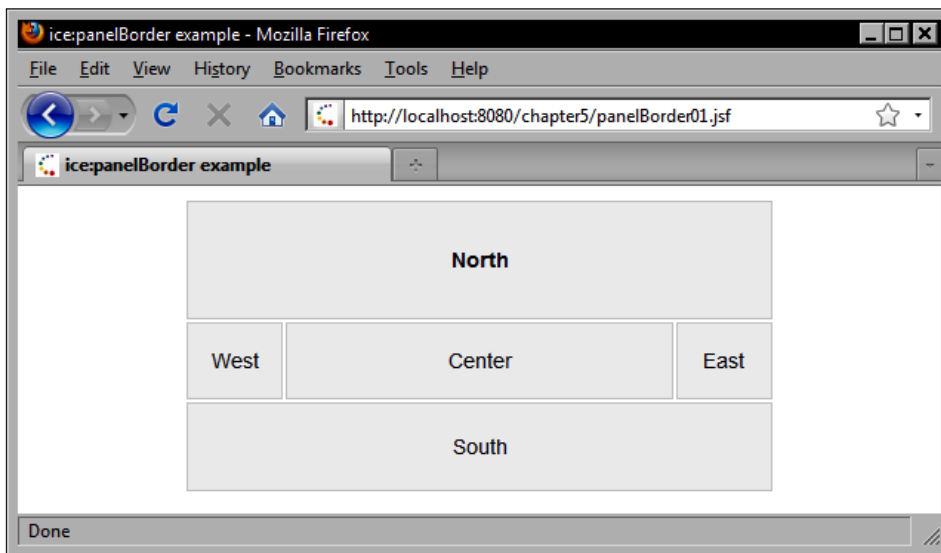 ice:panelBorder example - Mozilla Firefox
File Edit View History Bookmarks Tools Help
http://localhost:8080/chapter5/panelBorder01.jsf
ice:panelBorder example
North
West Center East
South
Done